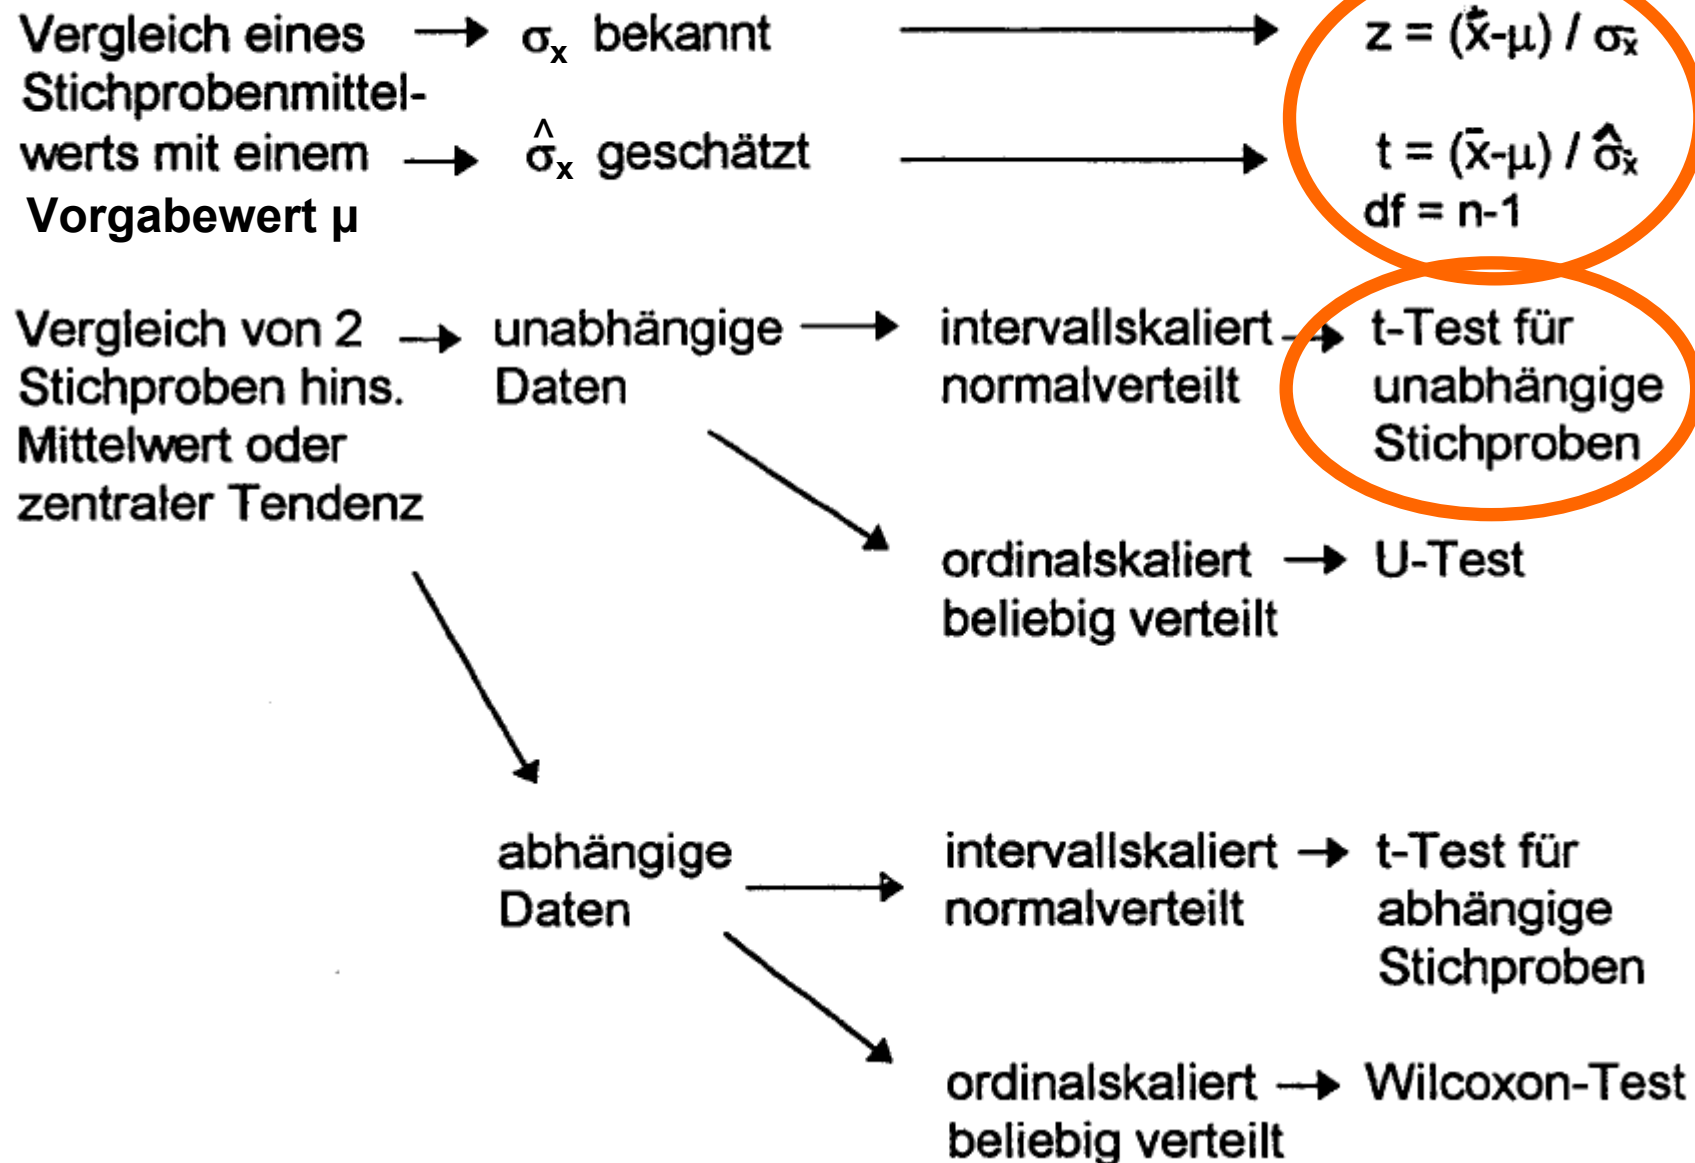 Vergleich eines → σx bekannt → z = (x̄-μ) / σx̄
Stichprobenmittel-
werts mit einem → σ̂x geschätzt → t = (x̄-μ) / σ̂x̄
Vorgabewert µ
df = n-1
Vergleich von 2 → unabhängige → intervallskaliert → t-Test für
Stichproben hins. Daten normalverteilt unabhängige
Mittelwert oder Stichproben
zentraler Tendenz
ordinalskaliert → U-Test
beliebig verteilt
abhängige → intervallskaliert → t-Test für
Daten normalverteilt abhängige
Stichproben
ordinalskaliert → Wilcoxon-Test
beliebig verteilt